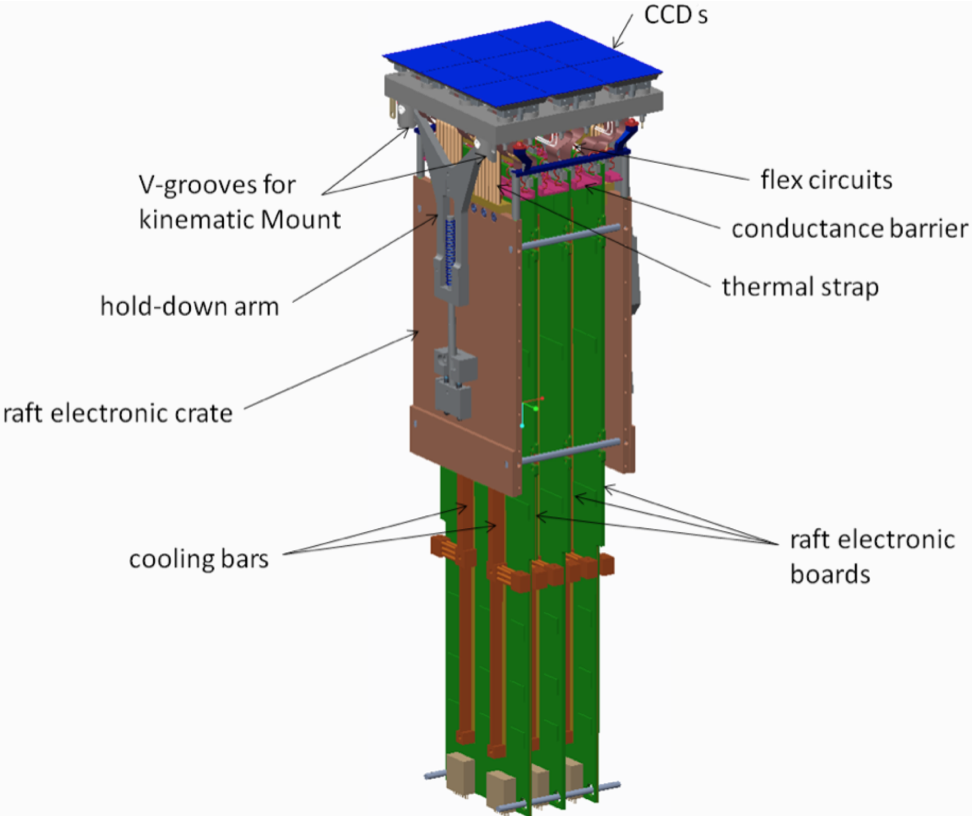 CCD s
V-grooves for
kinematic Mount
flex circuits
conductance barrier
thermal strap
hold-down arm
raft electronic crate
cooling bars
raft electronic
boards